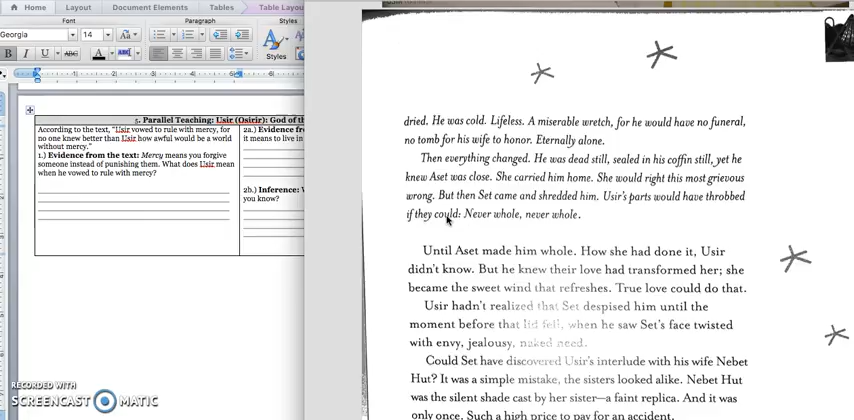 Home Layout Document Elements Tables Table Layou
Font Paragraph Styles
Georgia 14 Aa
B I U ABC A ABC
Styles
5. Parallel Teaching: Usir (Osirir): God of th
According to the text, "Usir vowed to rule with mercy, for
no one knew better than Usir how awful would be a world
without mercy."
1.) Evidence from the text: Mercy means you forgive
someone instead of punishing them. What does Usir mean
when he vowed to rule with mercy?
2a.) Evidence fro
it means to live in
2b.) Inference: W
you know?
dried. He was cold. Lifeless. A miserable wretch, for he would have no funeral,
no tomb for his wife to honor. Eternally alone.
Then everything changed. He was dead still, sealed in his coffin still, yet he
knew Aset was close. She carried him home. She would right this most grievous
wrong. But then Set came and shredded him. Usir's parts would have throbbed
if they could: Never whole, never whole.
Until Aset made him whole. How she had done it, Usir
didn't know. But he knew their love had transformed her; she
became the sweet wind that refreshes. True love could do that.
Usir hadn't realized that Set despised him until the
moment before that lid fell, when he saw Set's face twisted
with envy, jealousy, naked need.
Could Set have discovered Usir's interlude with his wife Nebet
Hut? It was a simple mistake, the sisters looked alike. Nebet Hut
was the silent shade cast by her sister—a faint replica. And it was
only once. Such a high price to pay for an accident.
RECORDED WITH
SCREENCAST MATIC